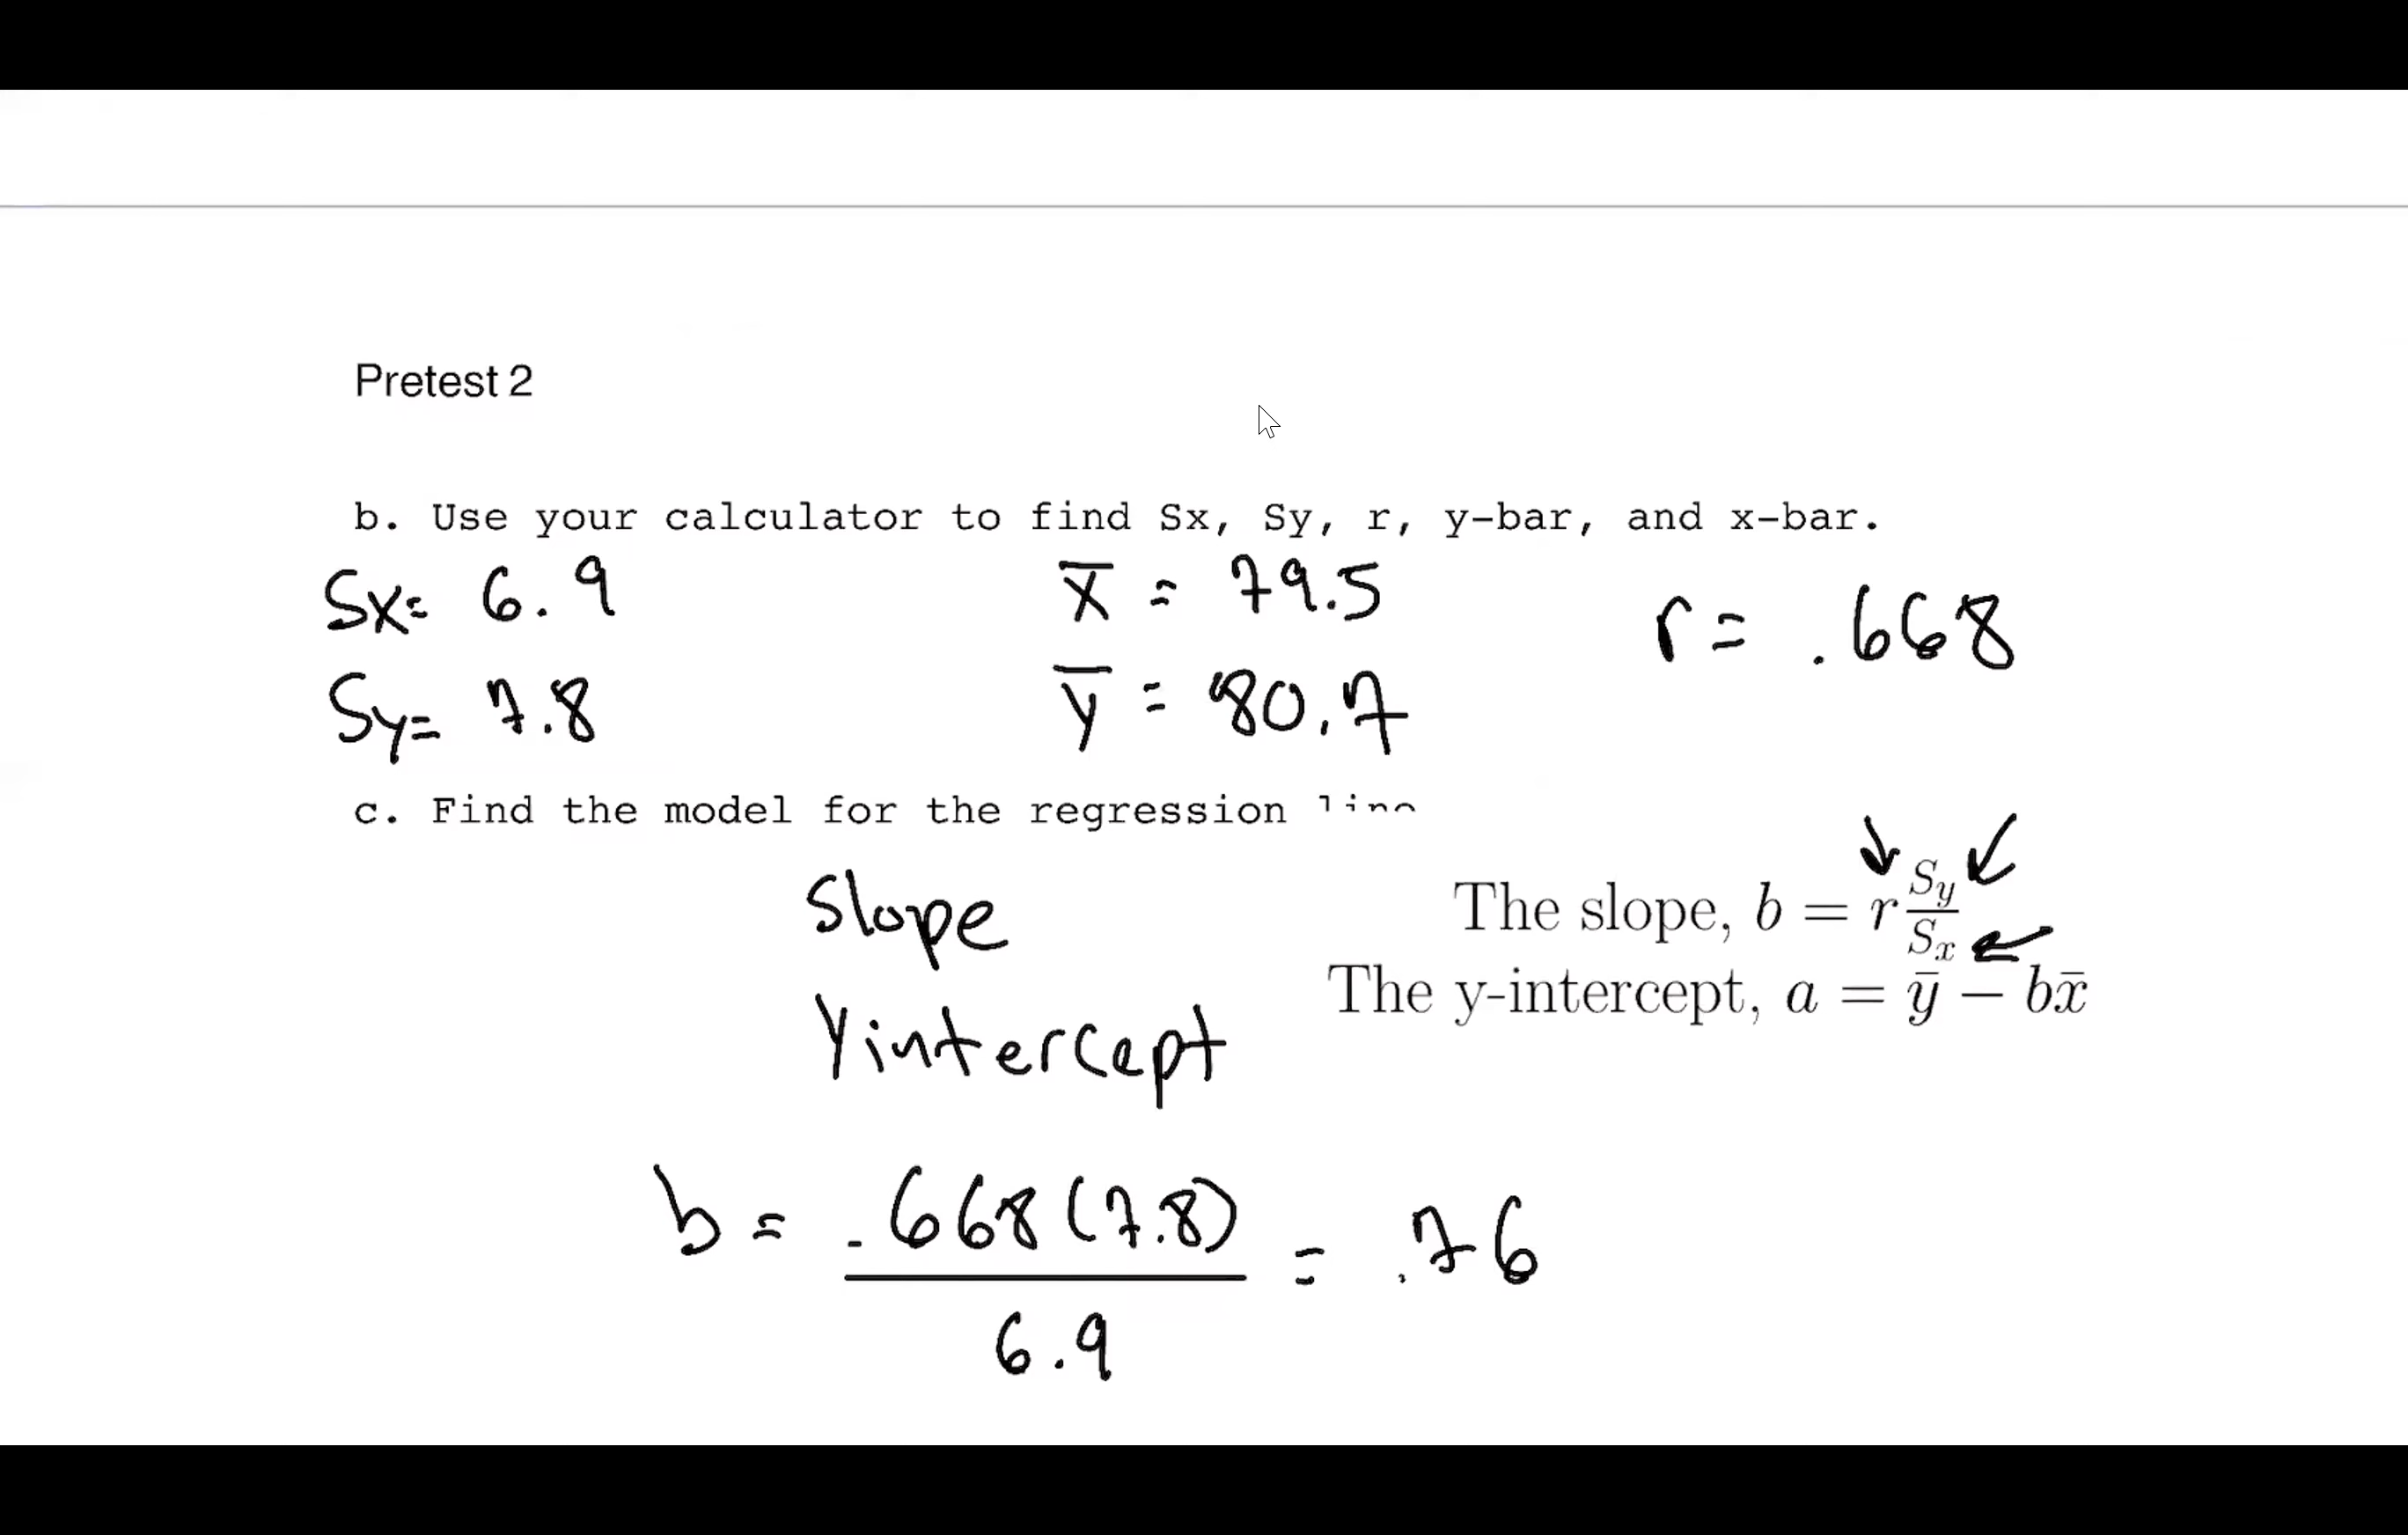 Pretest 2
b. Use your calculator to find Sx, Sy, r, y-bar, and x-bar.
Sx= 6.9
x̅ = 79.5
r= .668
Sy= 7.8
y̅ = 80.7
c. Find the model for the regression line
Slope
The slope, b = r Sy/Sx
The y-intercept, a = ȳ − bx̄
Yintercept
b = .668(7.8)
= .76
6.9